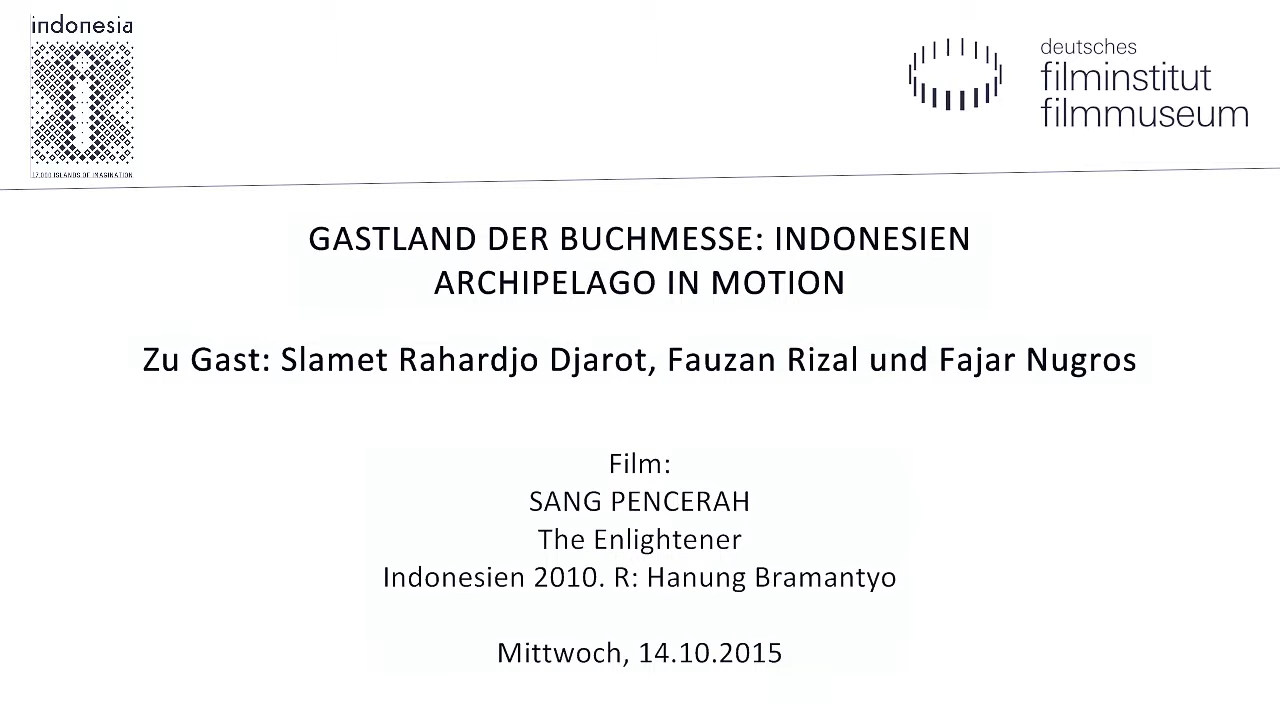 indonesia
17.000 ISLANDS OF IMAGINATION
deutsches
filminstitut
filmmuseum
GASTLAND DER BUCHMESSE: INDONESIEN
ARCHIPELAGO IN MOTION
Zu Gast: Slamet Rahardjo Djarot, Fauzan Rizal und Fajar Nugros
Film:
SANG PENCERAH
The Enlightener
Indonesien 2010. R: Hanung Bramantyo
Mittwoch, 14.10.2015